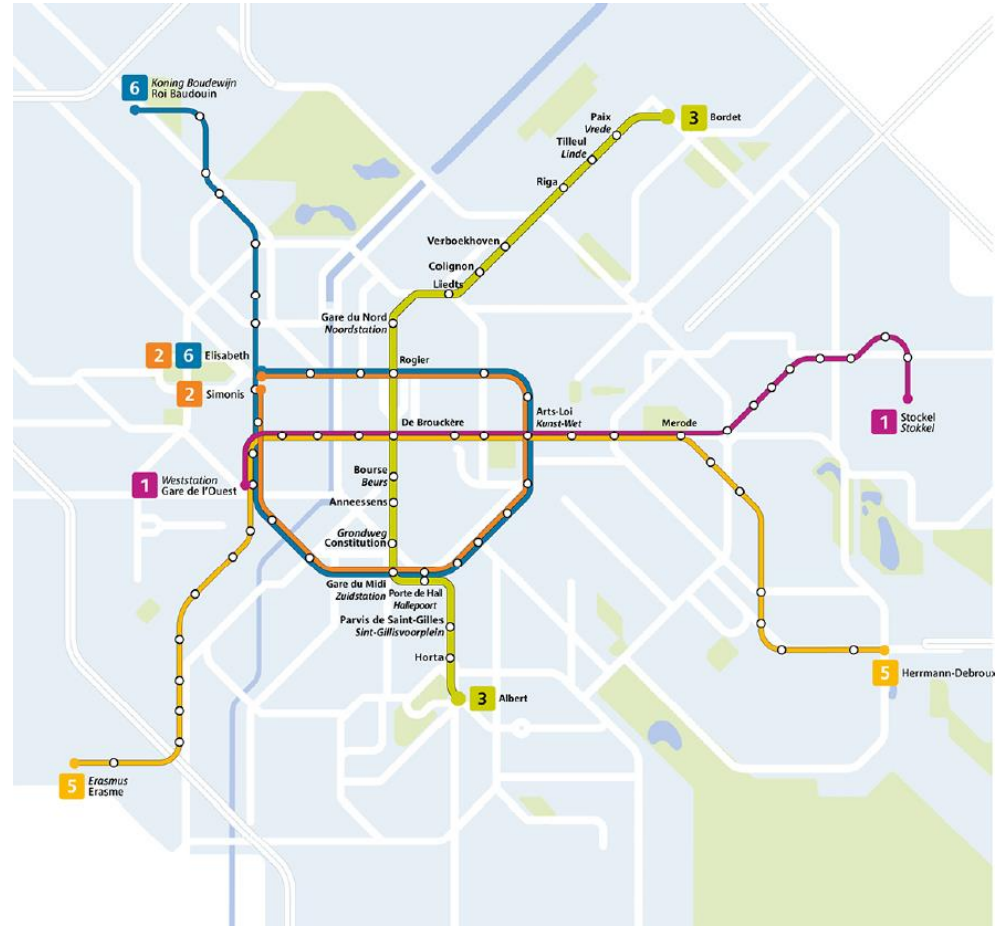 6
Koning Boudewijn
Roi Baudouin
Paix
Vrede
3
Bordet
Tilleul
Linde
Riga
Verboekhoven
Colignon
Liedts
Gare du Nord
Noordstation
2
6
Elisabeth
Rogier
2
Simonis
De Brouckère
Arts-Loi
Kunst-Wet
Merode
1
Stockel
Stokkel
1
Weststation
Gare de l'Ouest
Bourse
Beurs
Anneessens
Grondweg
Constitution
Gare du Midi
Zuidstation
Porte de Hall
Hallepoort
Parvis de Saint-Gilles
Sint-Gillisvoorplein
Horta
5
Herrmann-Debroux
3
Albert
5
Erasmus
Erasme